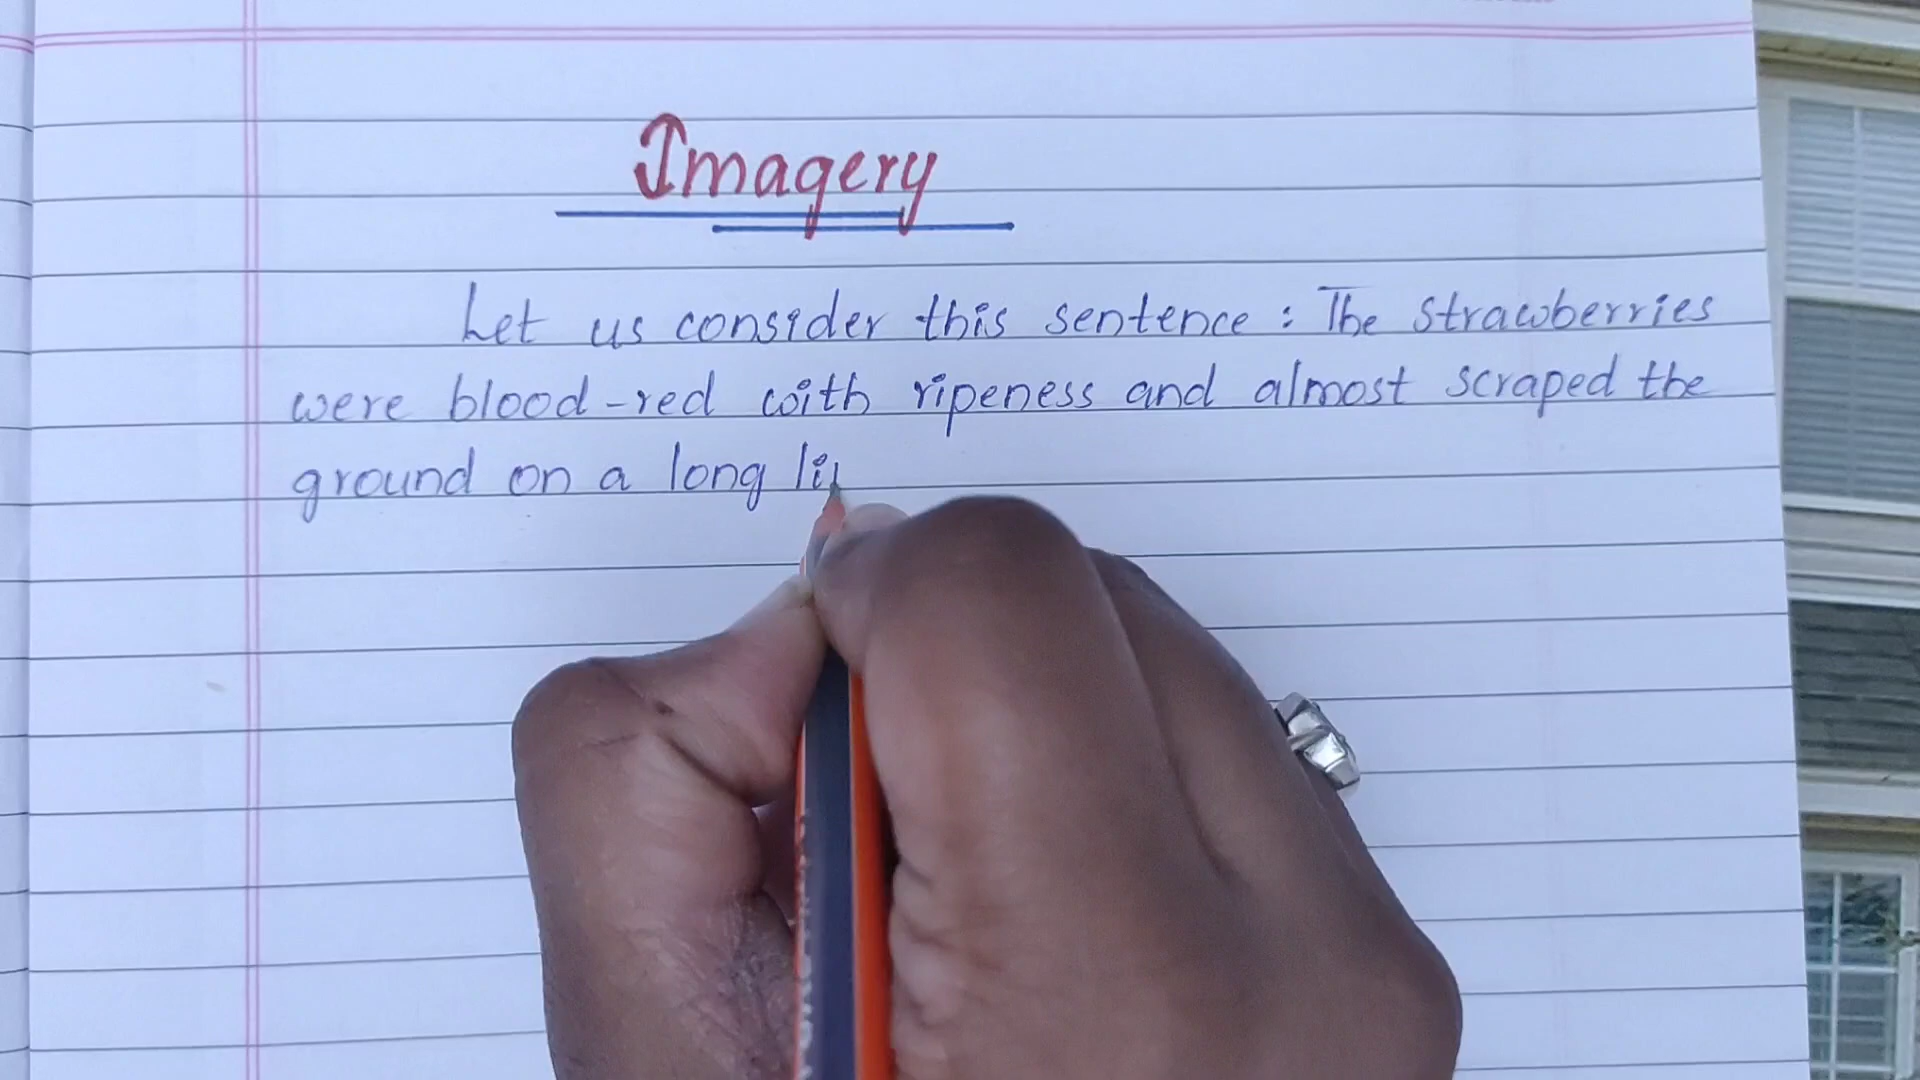 Imagery
Let us consider this sentence : The strawberries
were blood-red with ripeness and almost scraped the
ground on a long